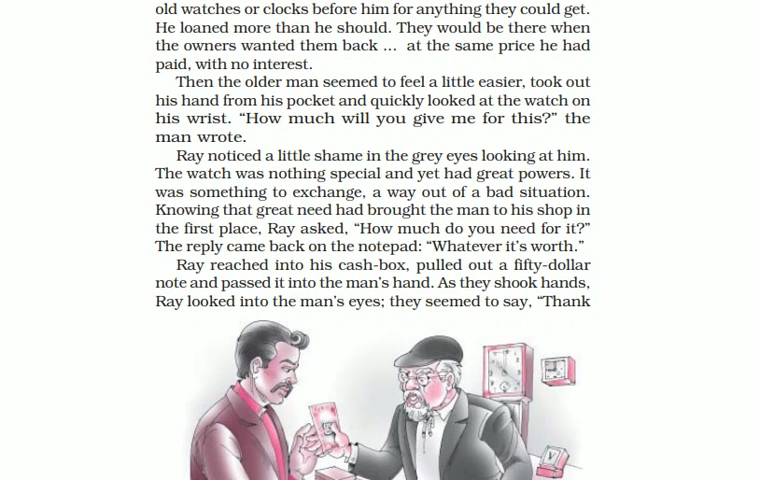 old watches or clocks before him for anything they could get.
He loaned more than he should. They would be there when
the owners wanted them back ... at the same price he had
paid, with no interest.
Then the older man seemed to feel a little easier, took out
his hand from his pocket and quickly looked at the watch on
his wrist. “How much will you give me for this?” the
man wrote.
Ray noticed a little shame in the grey eyes looking at him.
The watch was nothing special and yet had great powers. It
was something to exchange, a way out of a bad situation.
Knowing that great need had brought the man to his shop in
the first place, Ray asked, “How much do you need for it?”
The reply came back on the notepad: “Whatever it’s worth.”
Ray reached into his cash-box, pulled out a fifty-dollar
note and passed it into the man’s hand. As they shook hands,
Ray looked into the man’s eyes; they seemed to say, “Thank